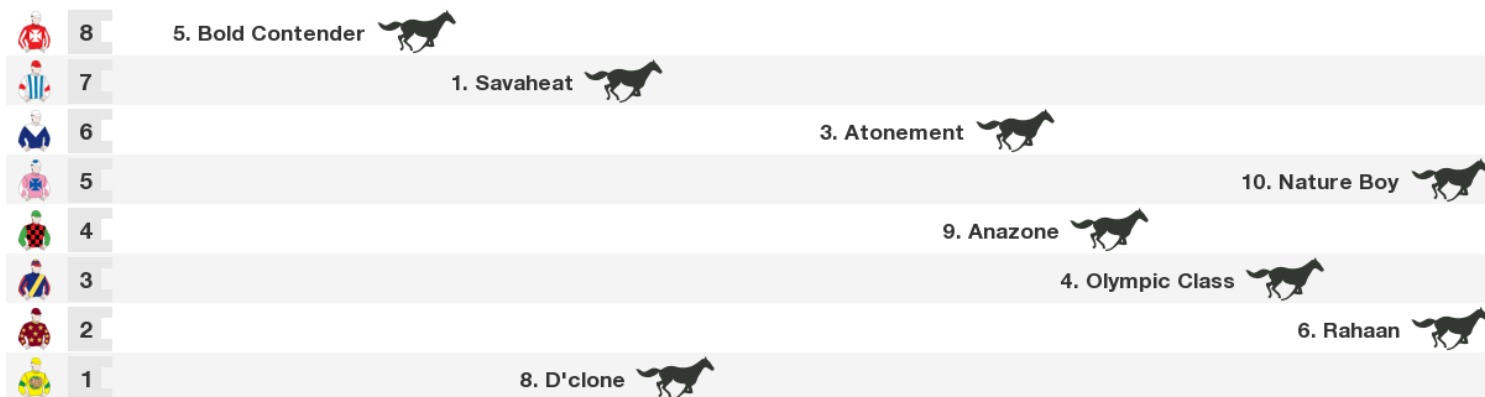 8 5. Bold Contender
7 1. Savaheat
6 3. Atonement
5 10. Nature Boy
4 9. Anazone
3 4. Olympic Class
2 6. Rahaan
1 8. D'clone